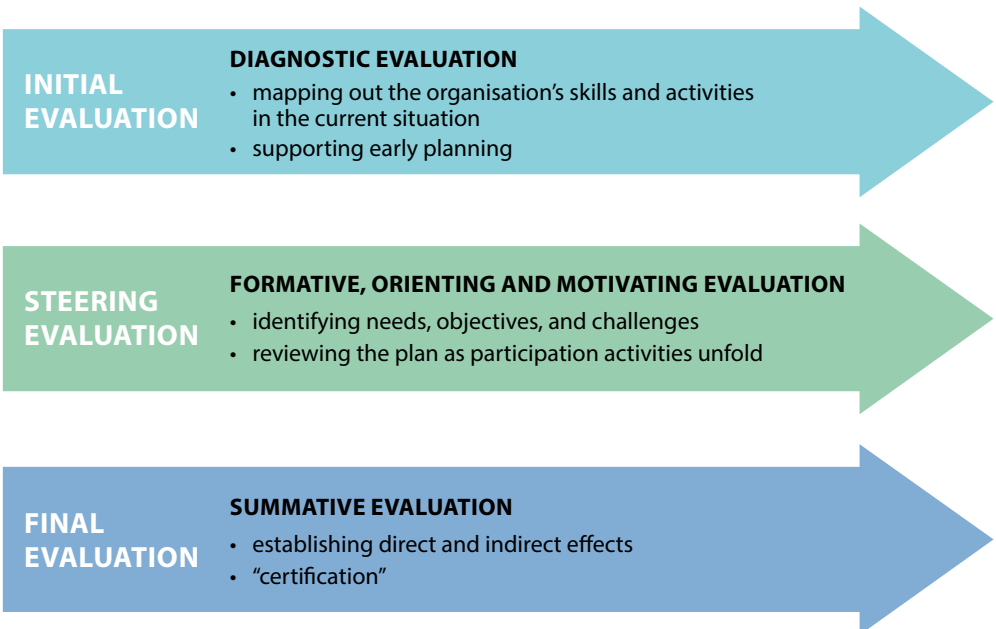 INITIAL
EVALUATION
DIAGNOSTIC EVALUATION
• mapping out the organisation’s skills and activities
in the current situation
• supporting early planning
STEERING
EVALUATION
FORMATIVE, ORIENTING AND MOTIVATING EVALUATION
• identifying needs, objectives, and challenges
• reviewing the plan as participation activities unfold
FINAL
EVALUATION
SUMMATIVE EVALUATION
• establishing direct and indirect effects
• “certification”